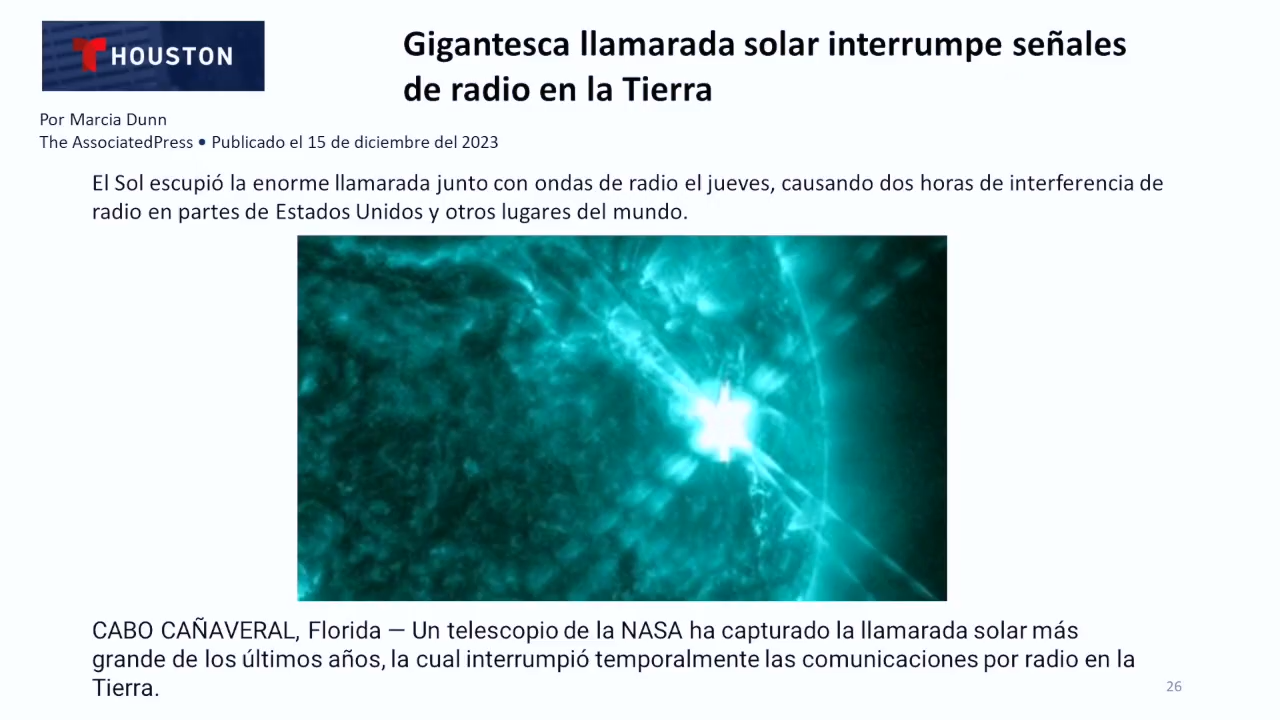 HOUSTON
Gigantesca llamarada solar interrumpe señales
de radio en la Tierra
Por Marcia Dunn
The AssociatedPress • Publicado el 15 de diciembre del 2023
El Sol escupió la enorme llamarada junto con ondas de radio el jueves, causando dos horas de interferencia de
radio en partes de Estados Unidos y otros lugares del mundo.
CABO CAÑAVERAL, Florida — Un telescopio de la NASA ha capturado la llamarada solar más
grande de los últimos años, la cual interrumpió temporalmente las comunicaciones por radio en la
Tierra.
26